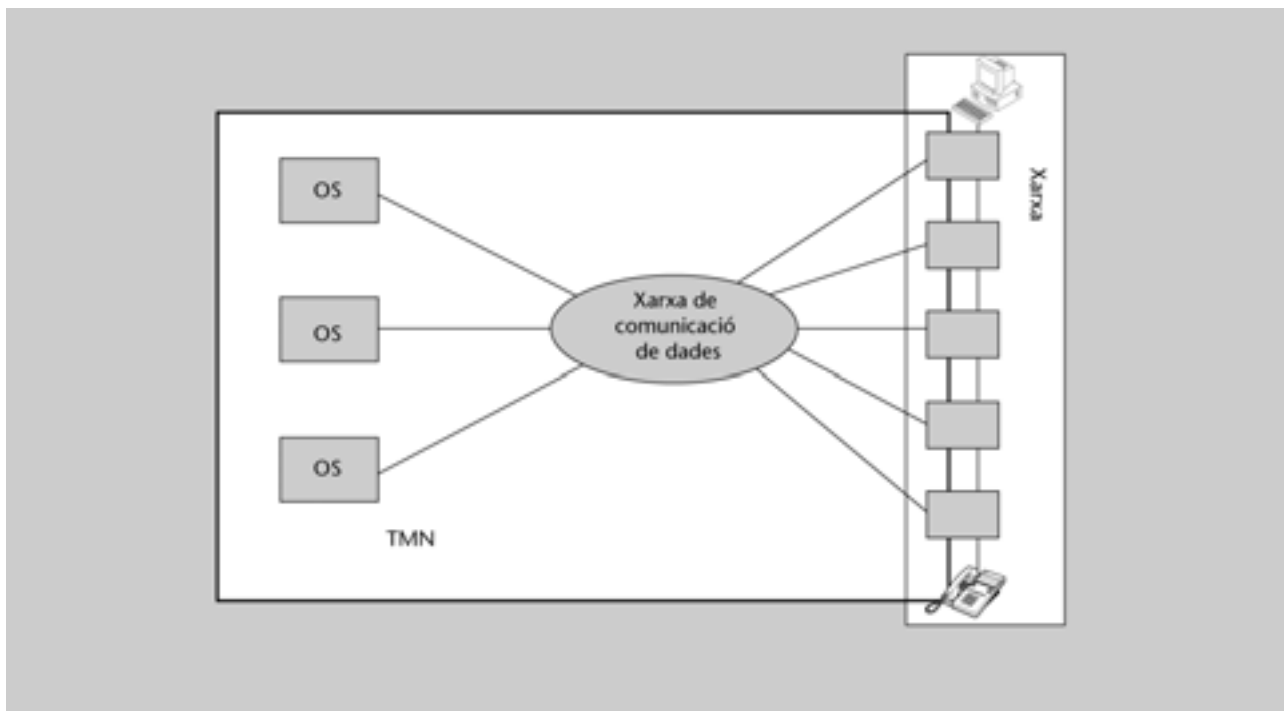 OS
OS
OS
Xarxa de
comunicació
de dades
TMN
Xarxa